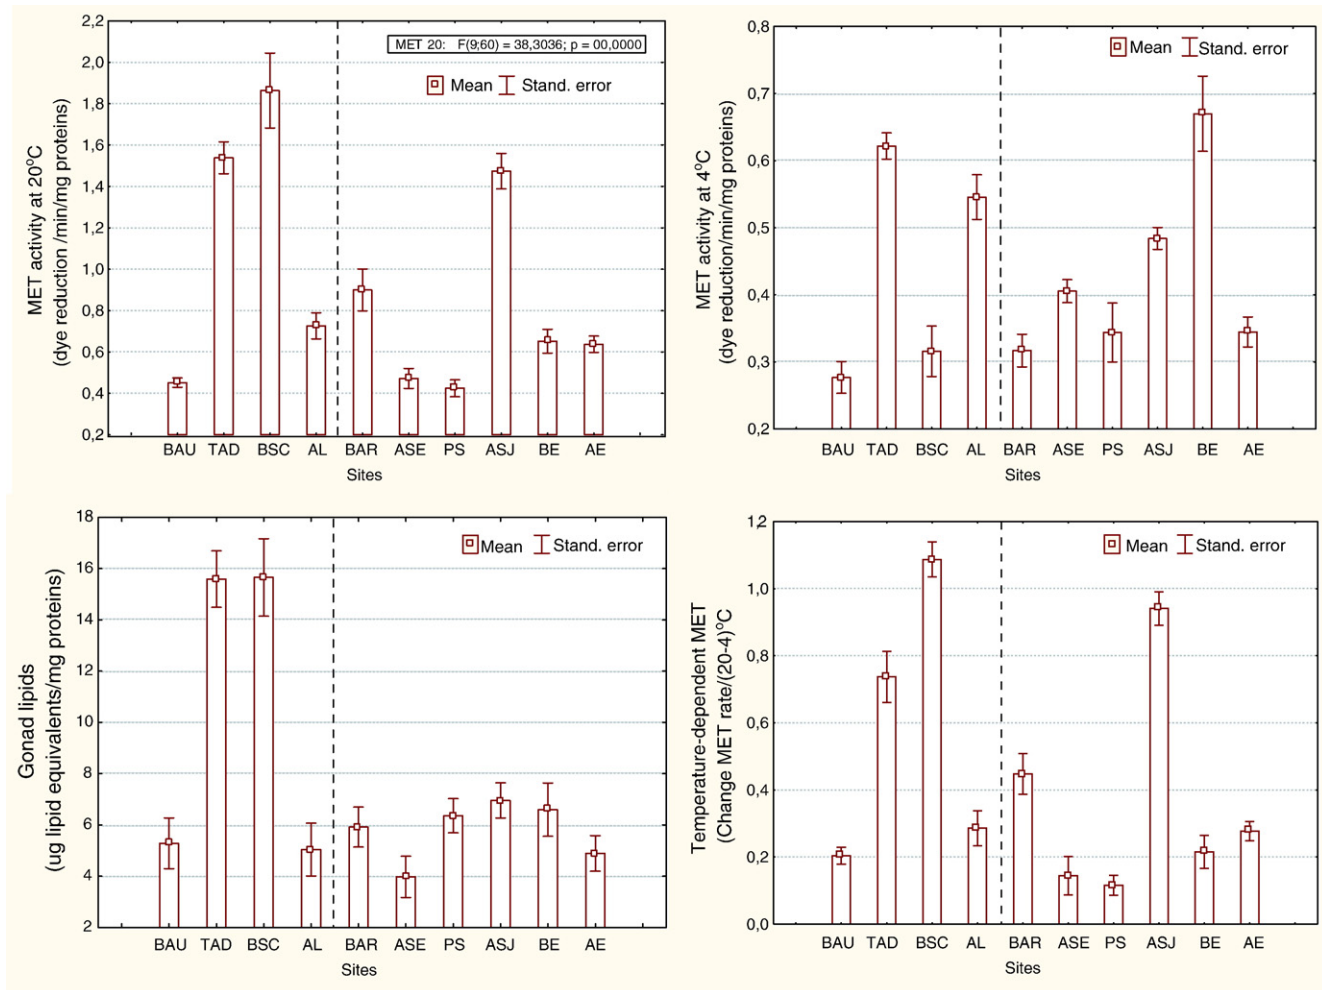 MET activity at 20°C
(dye reduction /min/mg proteins)
2,2
2,0
1,8
1,6
1,4
1,2
1,0
0,8
0,6
0,4
0,2
MET 20: F(9;60) = 38,3036; p = 00,0000
Mean Stand. error
BAU TAD BSC AL BAR ASE PS ASJ BE AE
Sites
MET activity at 4°C
(dye reduction/min/mg proteins)
0,8
0,7
0,6
0,5
0,4
0,3
0,2
Mean Stand. error
BAU TAD BSC AL BAR ASE PS ASJ BE AE
Sites
Gonad lipids
(ug lipid equivalents/mg proteins)
18
16
14
12
10
8
6
4
2
Mean Stand. error
BAU TAD BSC AL BAR ASE PS ASJ BE AE
Sites
Temperature-dependent MET
(Change MET rate/(20-4)°C
1,2
1,0
0,8
0,6
0,4
0,2
0,0
Mean Stand. error
BAU TAD BSC AL BAR ASE PS ASJ BE AE
Sites